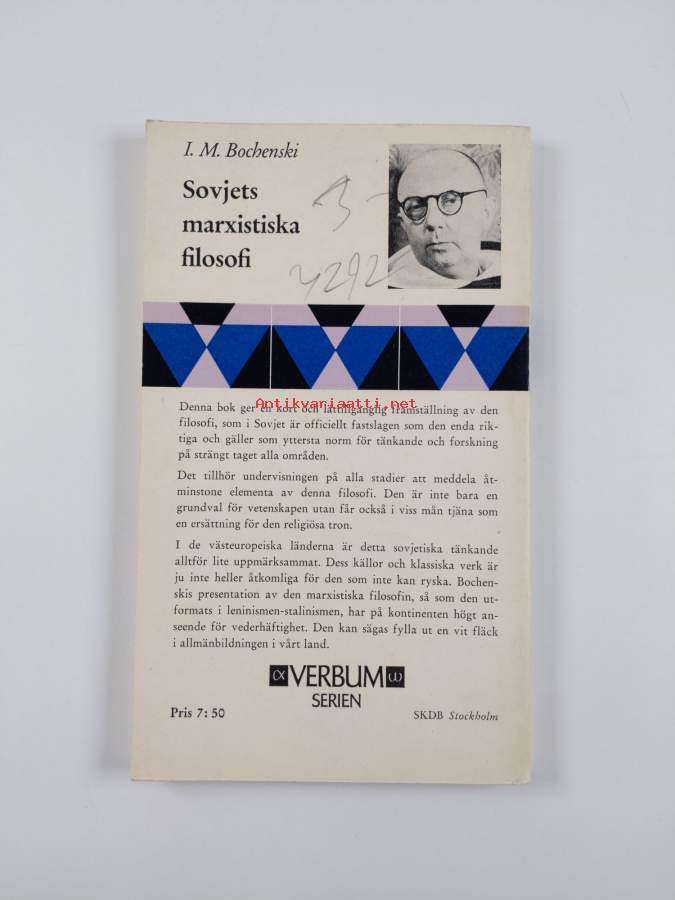 I. M. Bochenski
Sovjets
marxistiska
filosofi
3-
4292
Antikvariaatti.net
Denna bok ger en kort och lättillgänglig framställning av den
filosofi, som i Sovjet är officiellt fastslagen som den enda rik-
tiga och gäller som yttersta norm för tänkande och forskning
på strängt taget alla områden.
Det tillhör undervisningen på alla stadier att meddela åt-
minstone elementa av denna filosofi. Den är inte bara en
grundval för vetenskapen utan får också i viss mån tjäna som
en ersättning för den religiösa tron.
I de västeuropeiska länderna är detta sovjetiska tänkande
alltför lite uppmärksammat. Dess källor och klassiska verk är
ju inte heller åtkomliga för den som inte kan ryska. Bochen-
skis presentation av den marxistiska filosofin, så som den ut-
formats i leninismen-stalinismen, har på kontinenten högt an-
seende för vederhäftighet. Den kan sägas fylla ut en vit fläck
i allmänbildningen i vårt land.
α VERBUM ω
SERIEN
Pris 7: 50
SKDB Stockholm